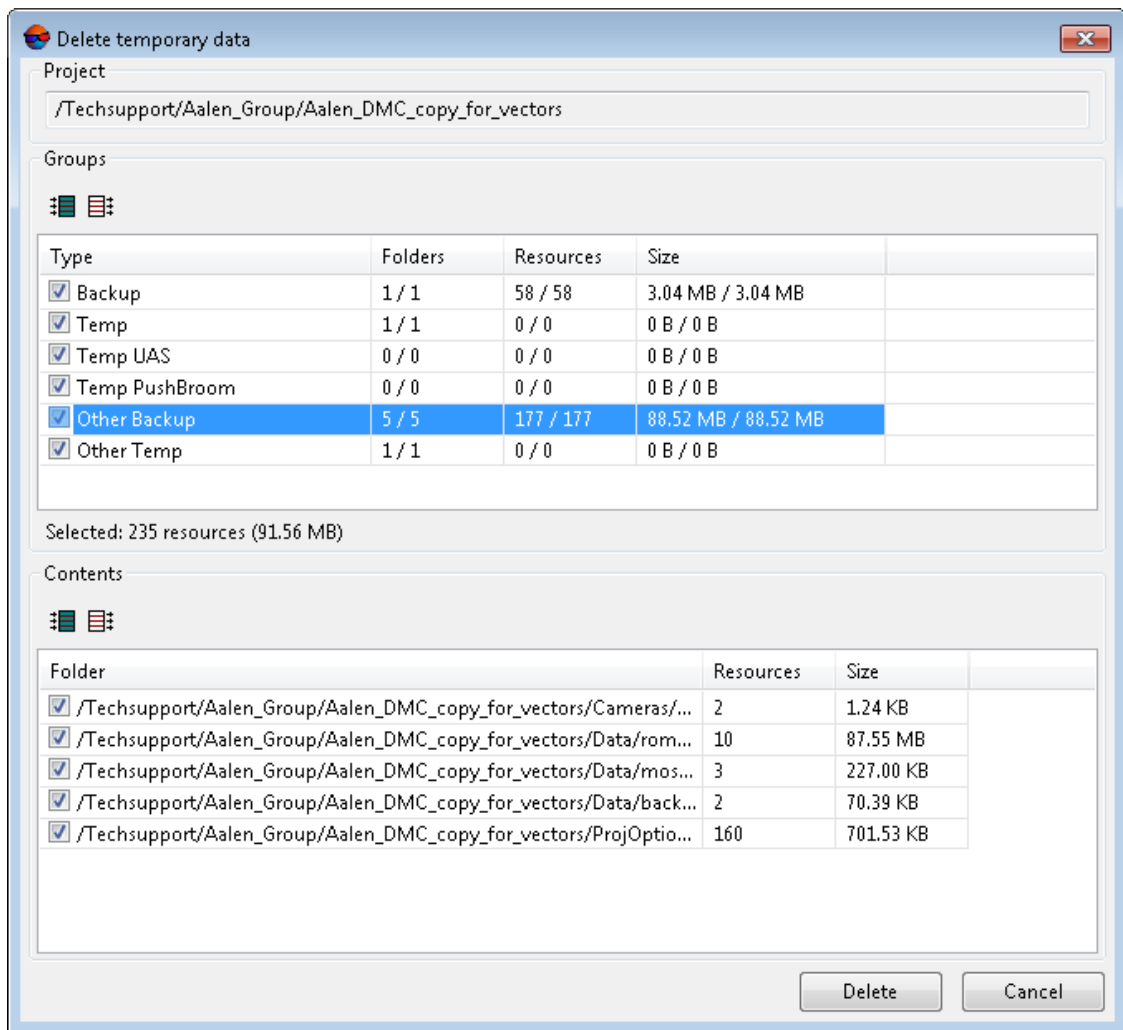 Delete temporary data
Project
/Techsupport/Aalen_Group/Aalen_DMC_copy_for_vectors
Groups
Type Folders Resources Size
Backup 1 / 1 58 / 58 3.04 MB / 3.04 MB
Temp 1 / 1 0 / 0 0 B / 0 B
Temp UAS 0 / 0 0 / 0 0 B / 0 B
Temp PushBroom 0 / 0 0 / 0 0 B / 0 B
Other Backup 5 / 5 177 / 177 88.52 MB / 88.52 MB
Other Temp 1 / 1 0 / 0 0 B / 0 B
Selected: 235 resources (91.56 MB)
Contents
Folder Resources Size
/Techsupport/Aalen_Group/Aalen_DMC_copy_for_vectors/Cameras/... 2 1.24 KB
/Techsupport/Aalen_Group/Aalen_DMC_copy_for_vectors/Data/rom... 10 87.55 MB
/Techsupport/Aalen_Group/Aalen_DMC_copy_for_vectors/Data/mos... 3 227.00 KB
/Techsupport/Aalen_Group/Aalen_DMC_copy_for_vectors/Data/back... 2 70.39 KB
/Techsupport/Aalen_Group/Aalen_DMC_copy_for_vectors/ProjOptio... 160 701.53 KB
Delete Cancel